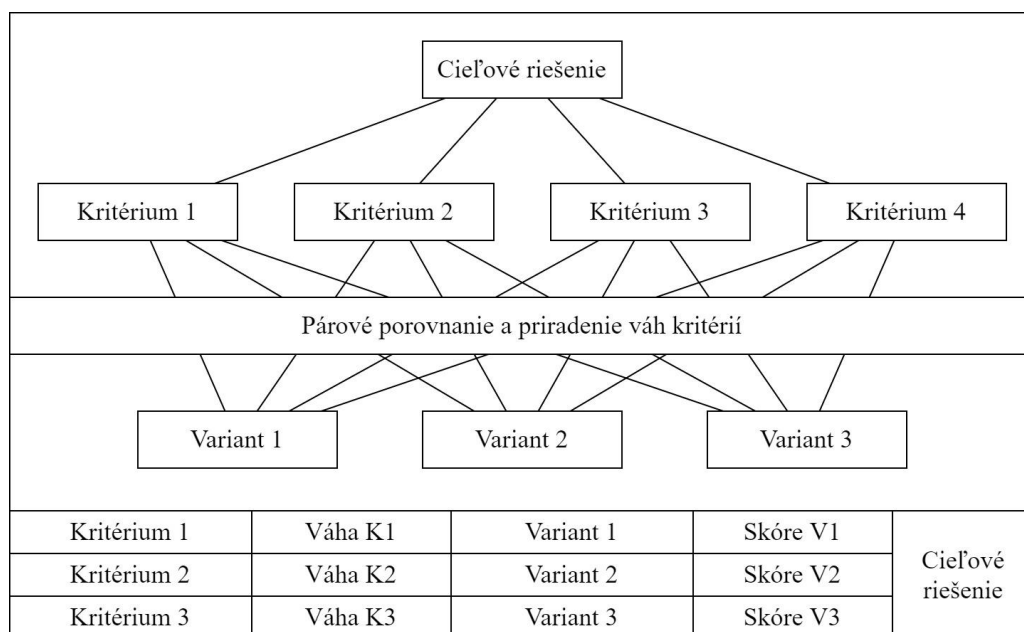 Cieľové riešenie
Kritérium 1 Kritérium 2 Kritérium 3 Kritérium 4
Párové porovnanie a priradenie váh kritérií
Variant 1 Variant 2 Variant 3
Kritérium 1 Váha K1 Variant 1 Skóre V1
Kritérium 2 Váha K2 Variant 2 Skóre V2
Kritérium 3 Váha K3 Variant 3 Skóre V3
Cieľové
riešenie